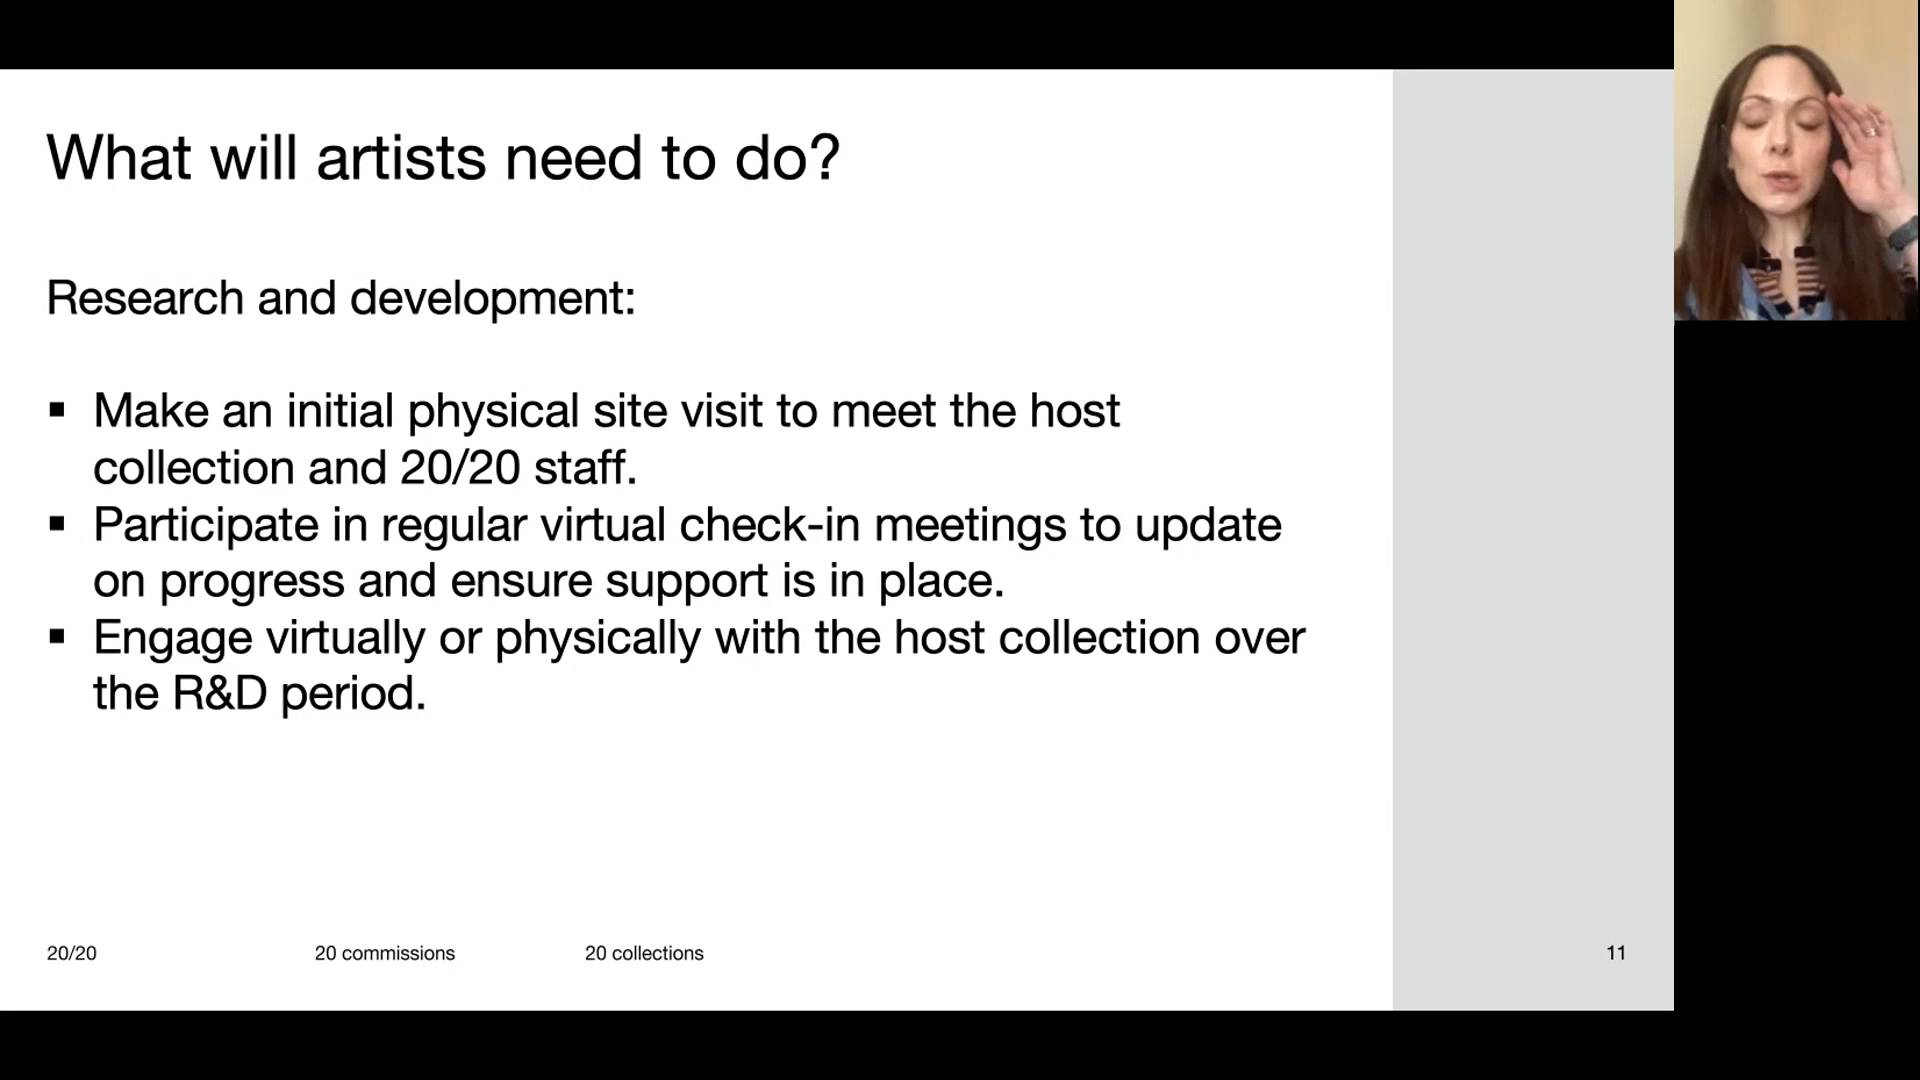 What will artists need to do?
Research and development:
▪ Make an initial physical site visit to meet the host
collection and 20/20 staff.
▪ Participate in regular virtual check-in meetings to update
on progress and ensure support is in place.
▪ Engage virtually or physically with the host collection over
the R&D period.
20/20 20 commissions 20 collections 11